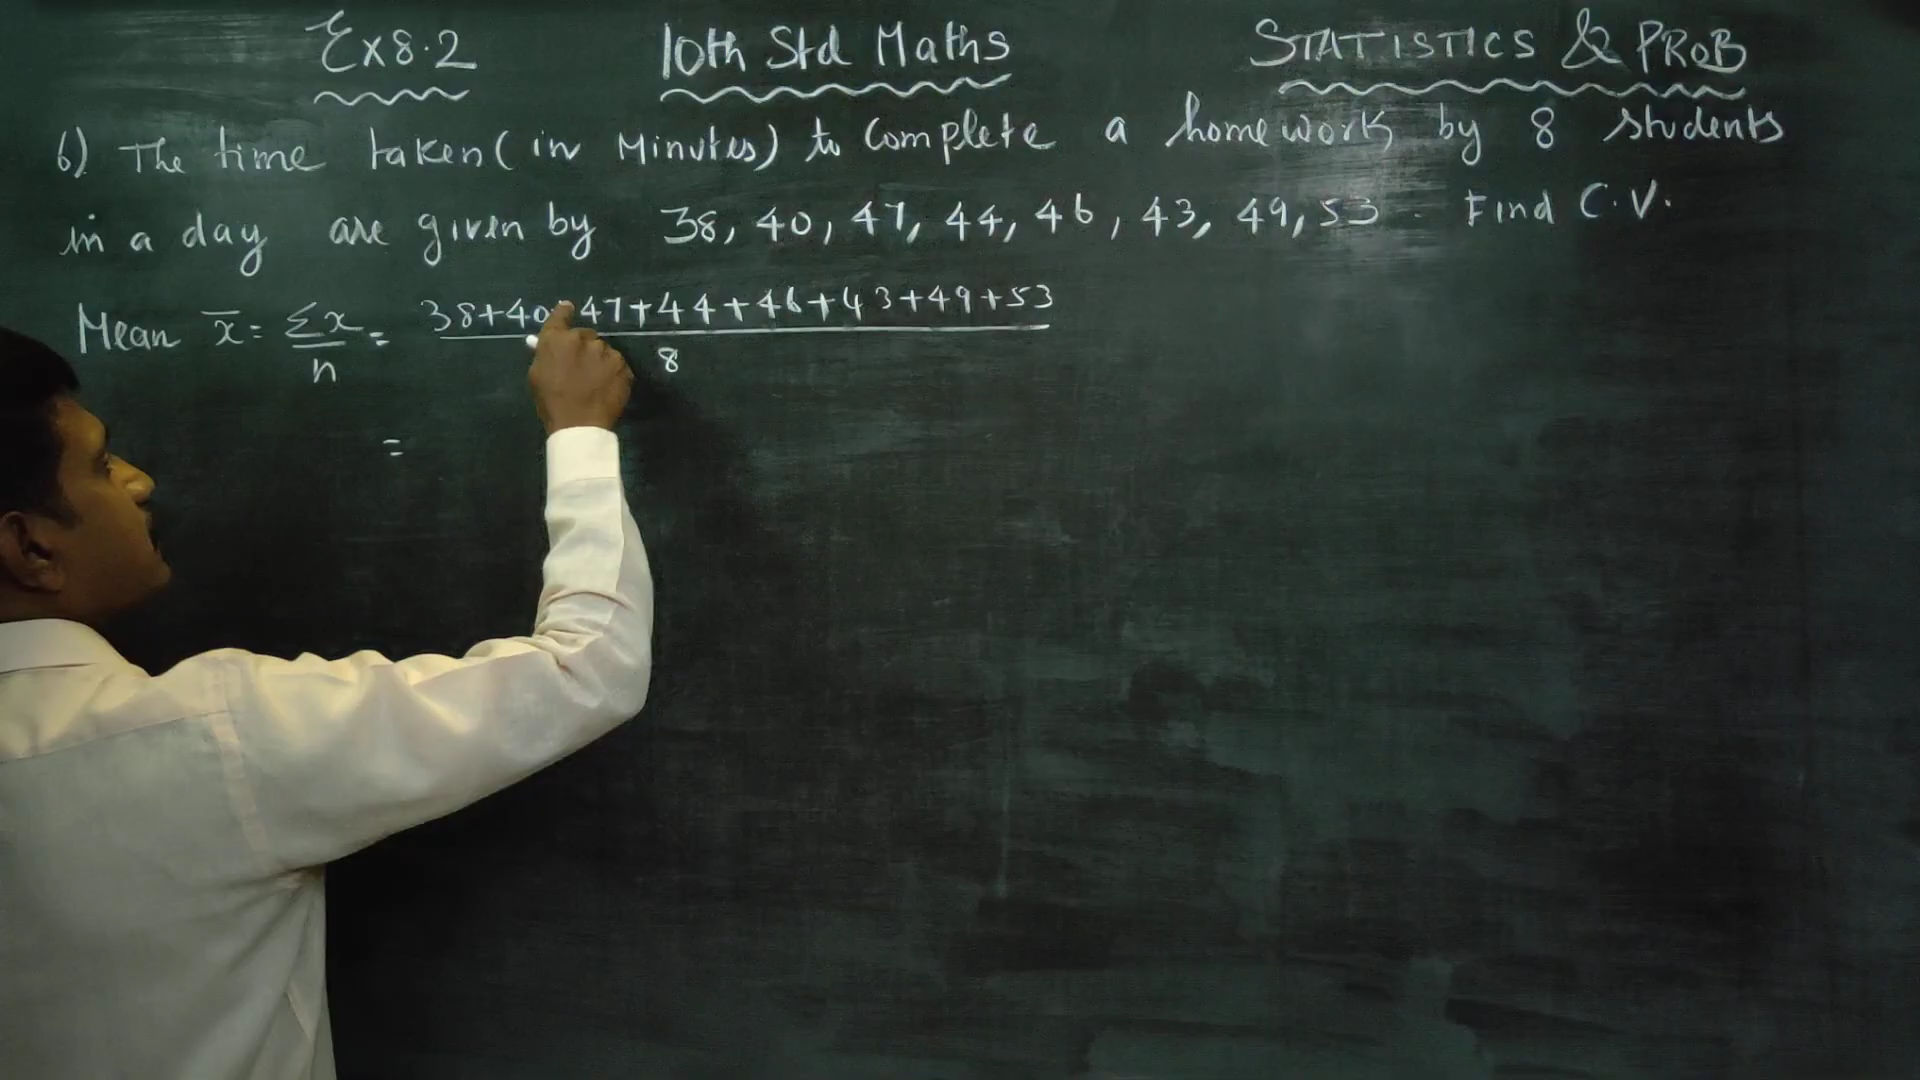 Ex 8.2 10th Std Maths STATISTICS & PROB
6) The time taken (in Minutes) to Complete a homework by 8 students
in a day are given by 38, 40, 47, 44, 46, 43, 49, 53. Find C.V.
Mean x̄ = Σx/n = 38+40+47+44+46+43+49+53/8
=